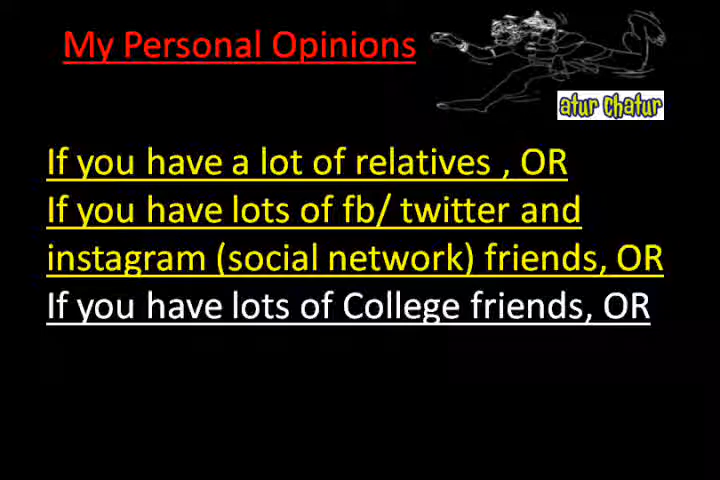 My Personal Opinions
atur chatur
If you have a lot of relatives , OR
If you have lots of fb/ twitter and
instagram (social network) friends, OR
If you have lots of College friends, OR